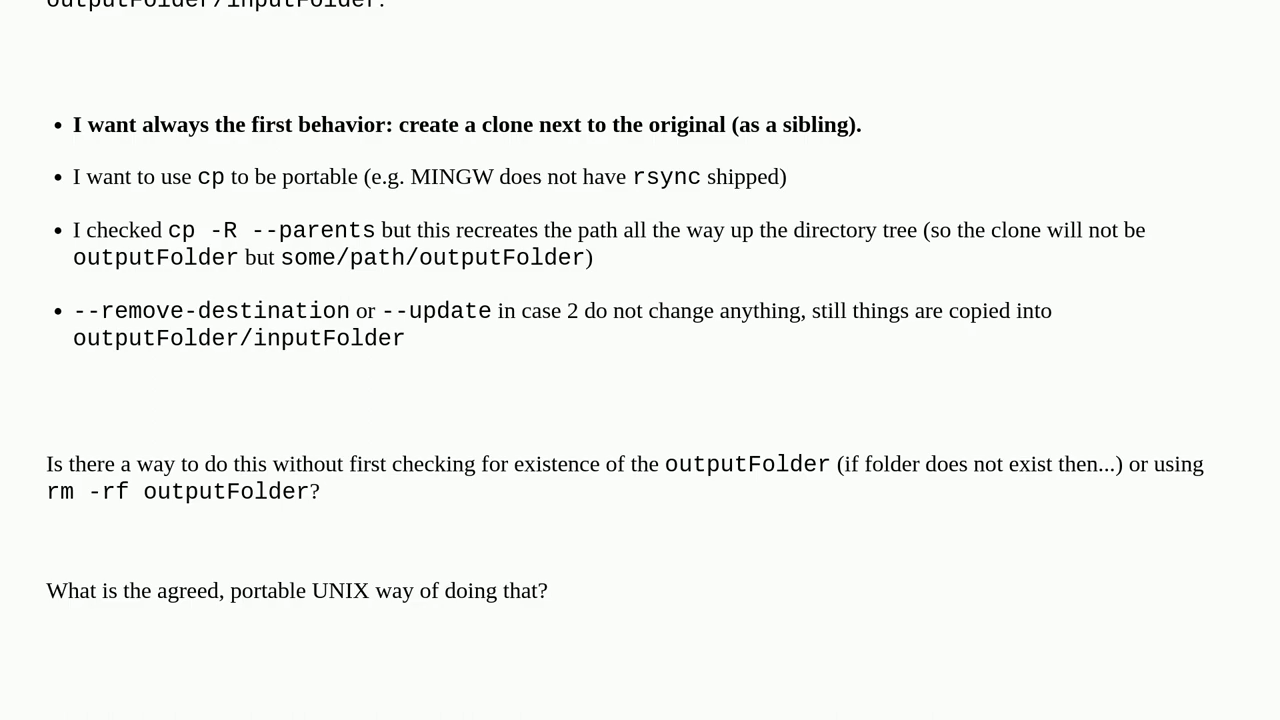 outputFolder/inputFolder.
• I want always the first behavior: create a clone next to the original (as a sibling).
• I want to use cp to be portable (e.g. MINGW does not have rsync shipped)
• I checked cp -R --parents but this recreates the path all the way up the directory tree (so the clone will not be
outputFolder but some/path/outputFolder)
• --remove-destination or --update in case 2 do not change anything, still things are copied into
outputFolder/inputFolder
Is there a way to do this without first checking for existence of the outputFolder (if folder does not exist then...) or using
rm -rf outputFolder?
What is the agreed, portable UNIX way of doing that?